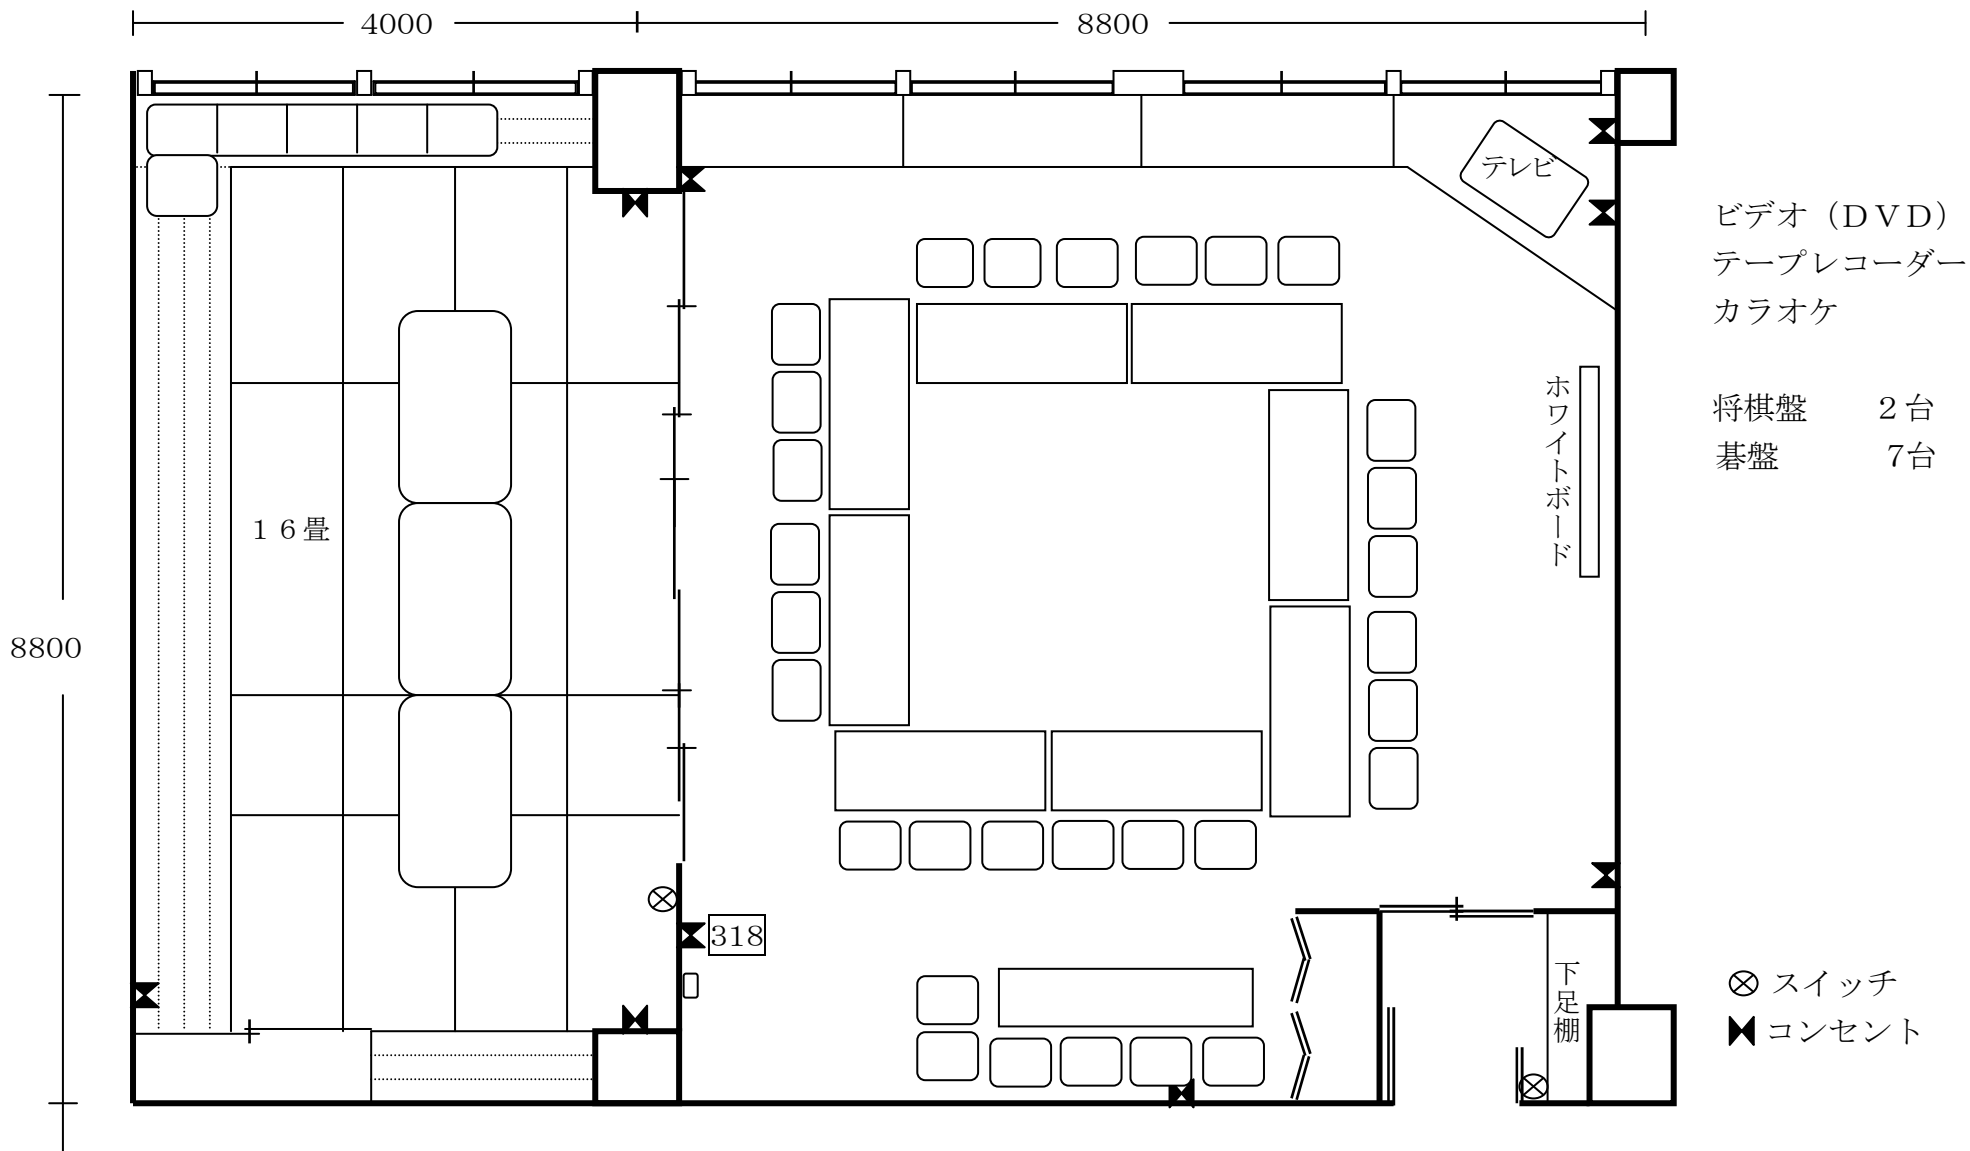 4000
8800
テレビ
ビデオ（ＤＶＤ）
テープレコーダー
カラオケ
将棋盤　　２台
碁盤　　　7台
ホワイトボード
１６畳
8800
318
下足棚
スイッチ
コンセント